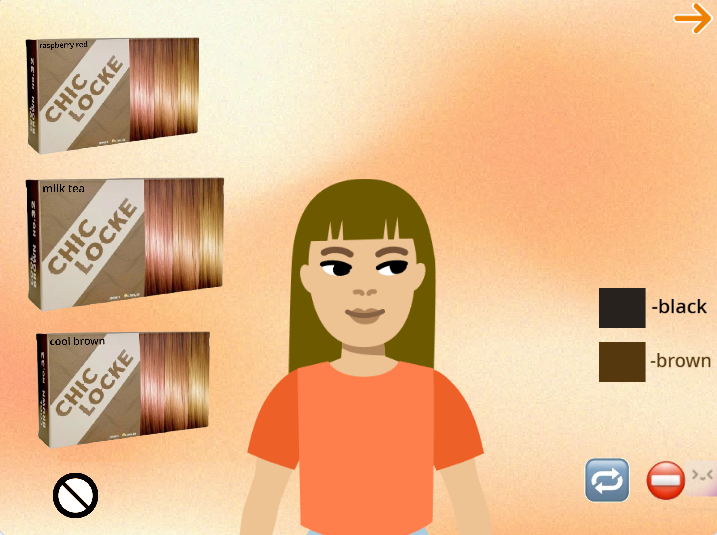 raspberry red
CHIC
LOCKE
milk tea
CHIC
LOCKE
cool brown
CHIC
LOCKE
-black
-brown